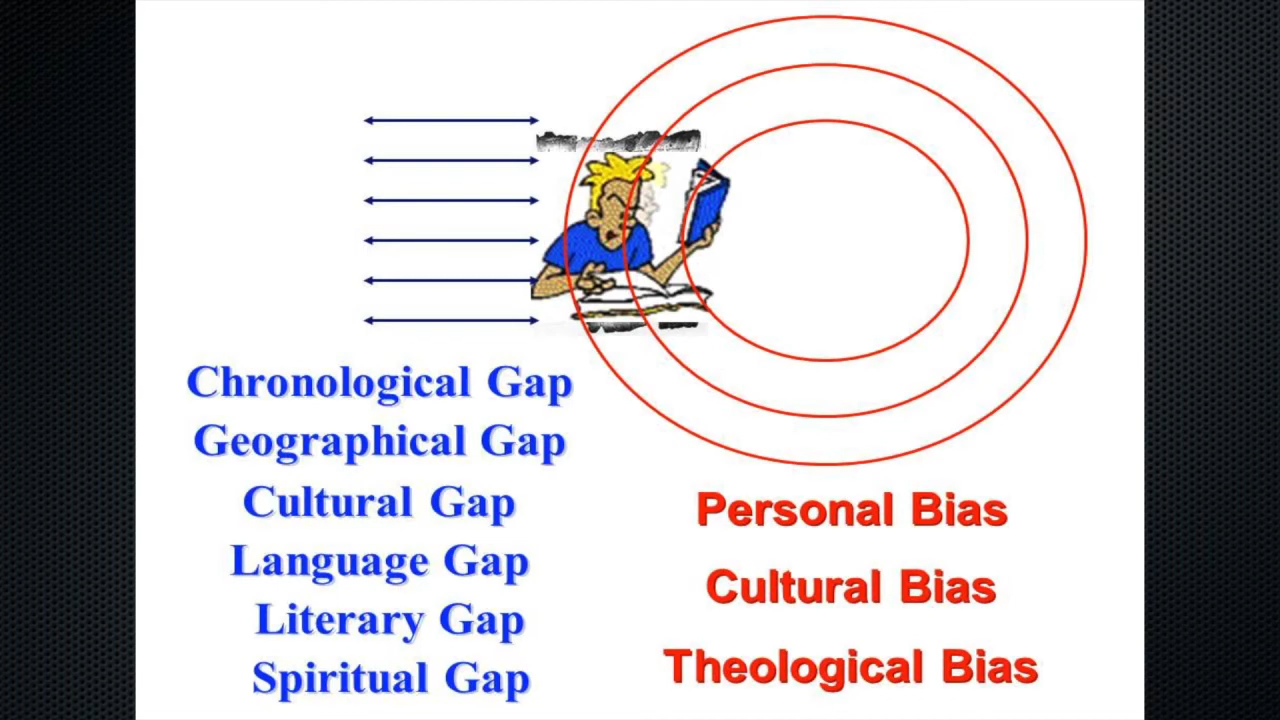 Chronological Gap
Geographical Gap
Cultural Gap
Language Gap
Literary Gap
Spiritual Gap
Personal Bias
Cultural Bias
Theological Bias